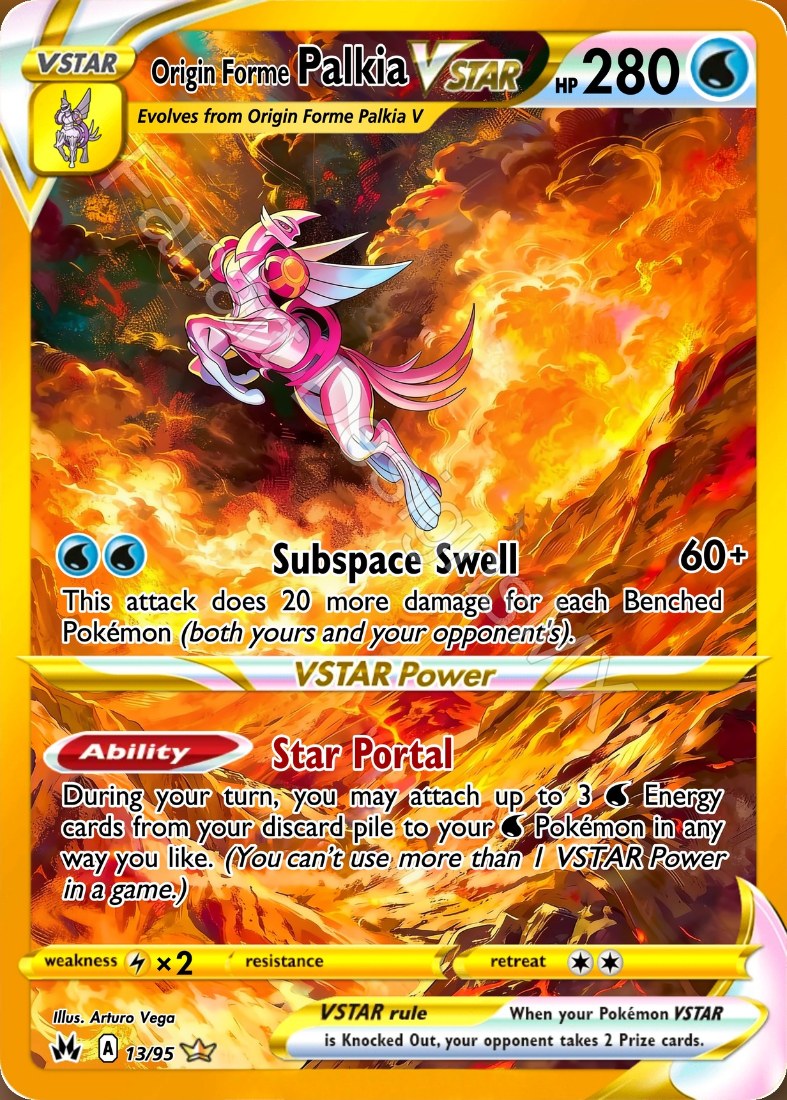 VSTAR
Origin Forme Palkia VSTAR
HP 280
Evolves from Origin Forme Palkia V
Subspace Swell 60+
This attack does 20 more damage for each Benched
Pokémon (both yours and your opponent's).
VSTAR Power
Ability Star Portal
During your turn, you may attach up to 3 Energy
cards from your discard pile to your Pokémon in any
way you like. (You can't use more than 1 VSTAR Power
in a game.)
weakness ×2 resistance retreat
Illus. Arturo Vega
A 13/95
VSTAR rule When your Pokémon VSTAR
is Knocked Out, your opponent takes 2 Prize cards.